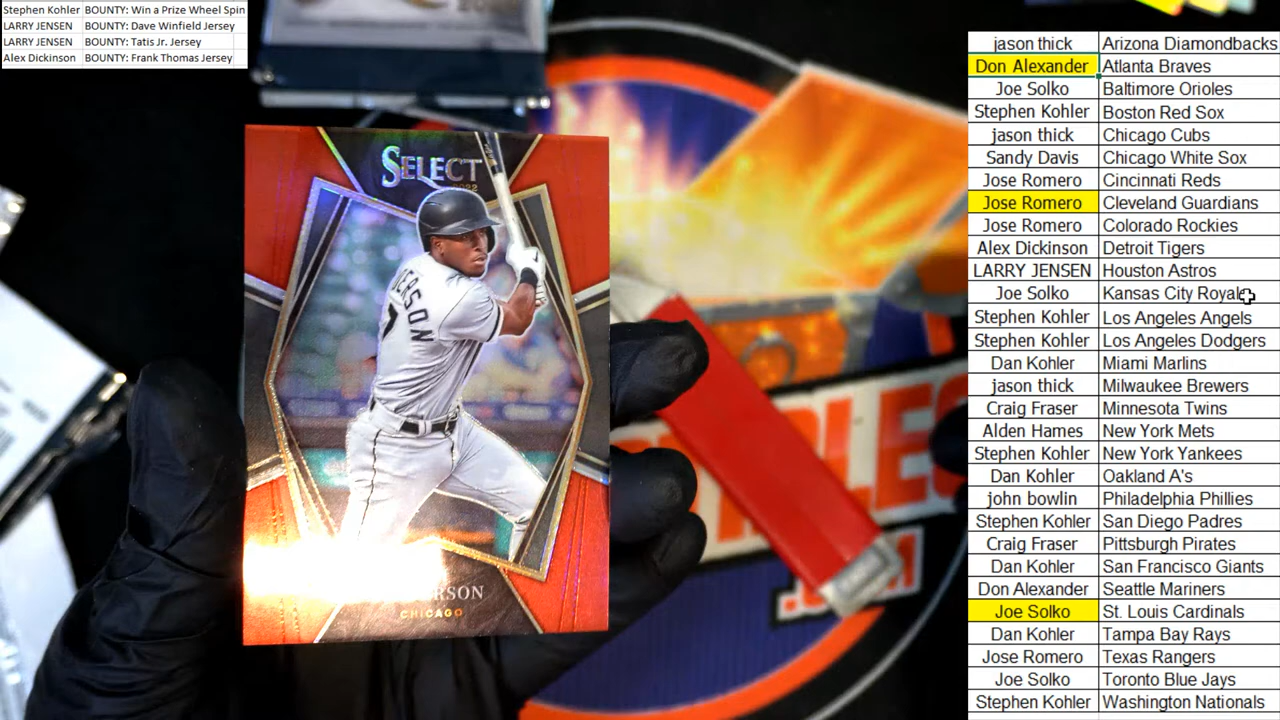 Stephen Kohler BOUNTY: Win a Prize Wheel Spin
LARRY JENSEN BOUNTY: Dave Winfield Jersey
LARRY JENSEN BOUNTY: Tatis Jr. Jersey
Alex Dickinson BOUNTY: Frank Thomas Jersey
SELECT
2022
ERSON
7
ERSON
CHICAGO
.COM
jason thick Arizona Diamondbacks
Don Alexander Atlanta Braves
Joe Solko Baltimore Orioles
Stephen Kohler Boston Red Sox
jason thick Chicago Cubs
Sandy Davis Chicago White Sox
Jose Romero Cincinnati Reds
Jose Romero Cleveland Guardians
Jose Romero Colorado Rockies
Alex Dickinson Detroit Tigers
LARRY JENSEN Houston Astros
Joe Solko Kansas City Royals
Stephen Kohler Los Angeles Angels
Stephen Kohler Los Angeles Dodgers
Dan Kohler Miami Marlins
jason thick Milwaukee Brewers
Craig Fraser Minnesota Twins
Alden Hames New York Mets
Stephen Kohler New York Yankees
Dan Kohler Oakland A's
john bowlin Philadelphia Phillies
Stephen Kohler San Diego Padres
Craig Fraser Pittsburgh Pirates
Dan Kohler San Francisco Giants
Don Alexander Seattle Mariners
Joe Solko St. Louis Cardinals
Dan Kohler Tampa Bay Rays
Jose Romero Texas Rangers
Joe Solko Toronto Blue Jays
Stephen Kohler Washington Nationals